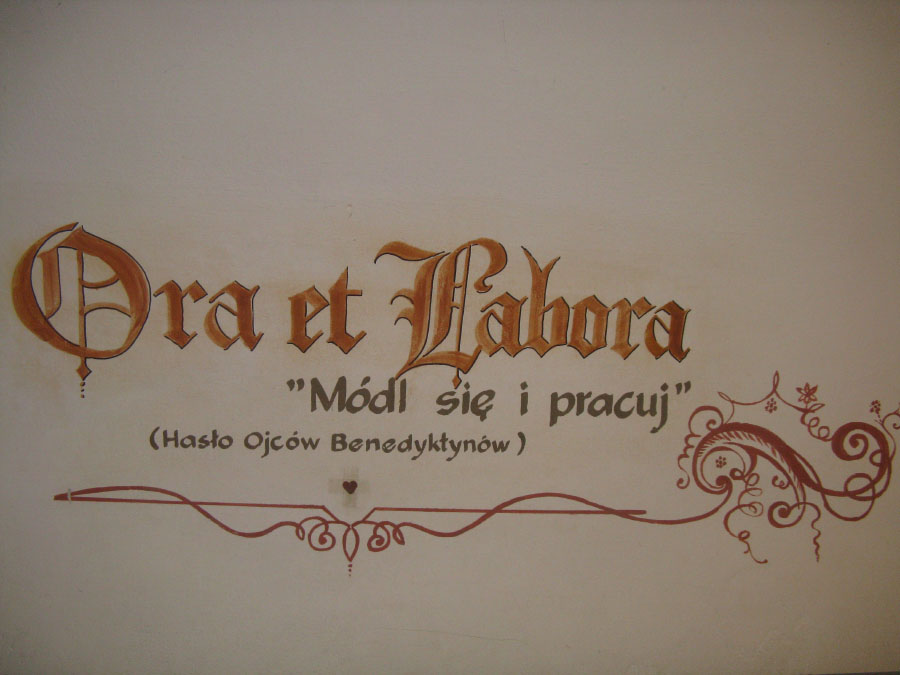 Ora et Labora
"Módl się i pracuj"
(Hasło Ojców Benedyktynów)